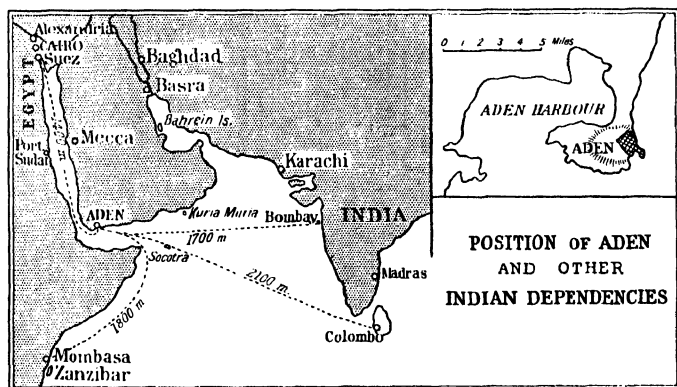 Alexandria
CAIRO
Suez
EGYPT
Baghdad
Basra
Bahrein Is.
Mecca
Port
Sudan
Karachi
ADEN
Kuria Muria
Bombay
INDIA
1700 m
Socotra
Madras
2100 m.
1800 m
Colombo
Mombasa
Zanzibar
0 1 2 3 4 5 Miles
ADEN HARBOUR
ADEN
POSITION OF ADEN
AND OTHER
INDIAN DEPENDENCIES